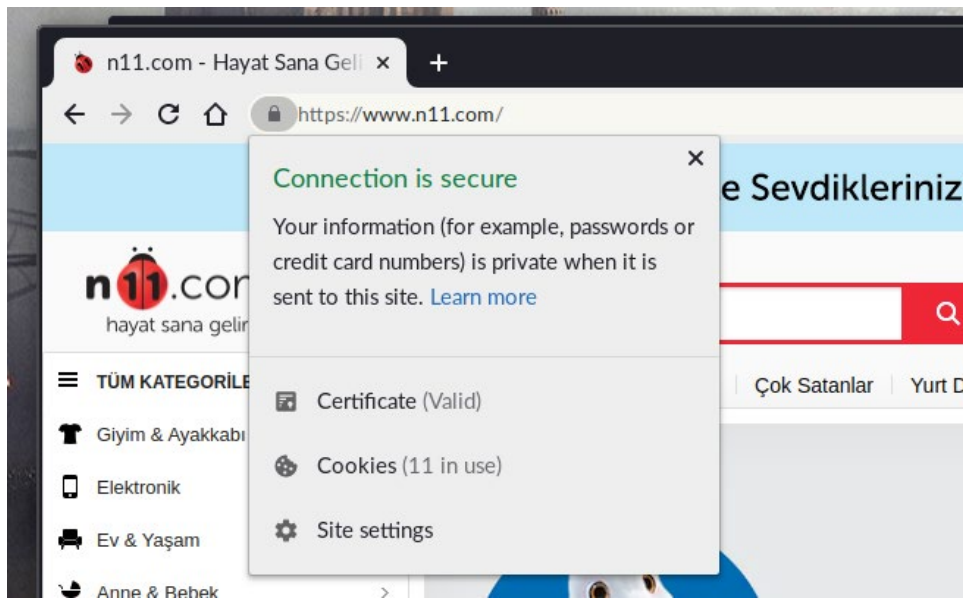 n11.com - Hayat Sana Geli
https://www.n11.com/
Connection is secure
Your information (for example, passwords or
credit card numbers) is private when it is
sent to this site. Learn more
Certificate (Valid)
Cookies (11 in use)
Site settings
e Sevdikleriniz
n11.com
hayat sana gelir
TÜM KATEGORİLE
Çok Satanlar
Yurt D
Giyim & Ayakkabı
Elektronik
Ev & Yaşam
Anne & Bebek